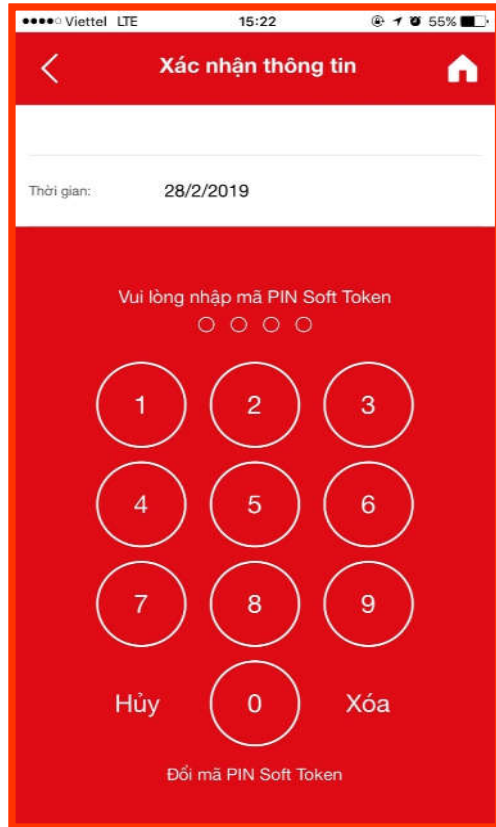 Viettel LTE 15:22 55%
Xác nhận thông tin
Thời gian: 28/2/2019
Vui lòng nhập mã PIN Soft Token
1 2 3
4 5 6
7 8 9
Hủy 0 Xóa
Đổi mã PIN Soft Token